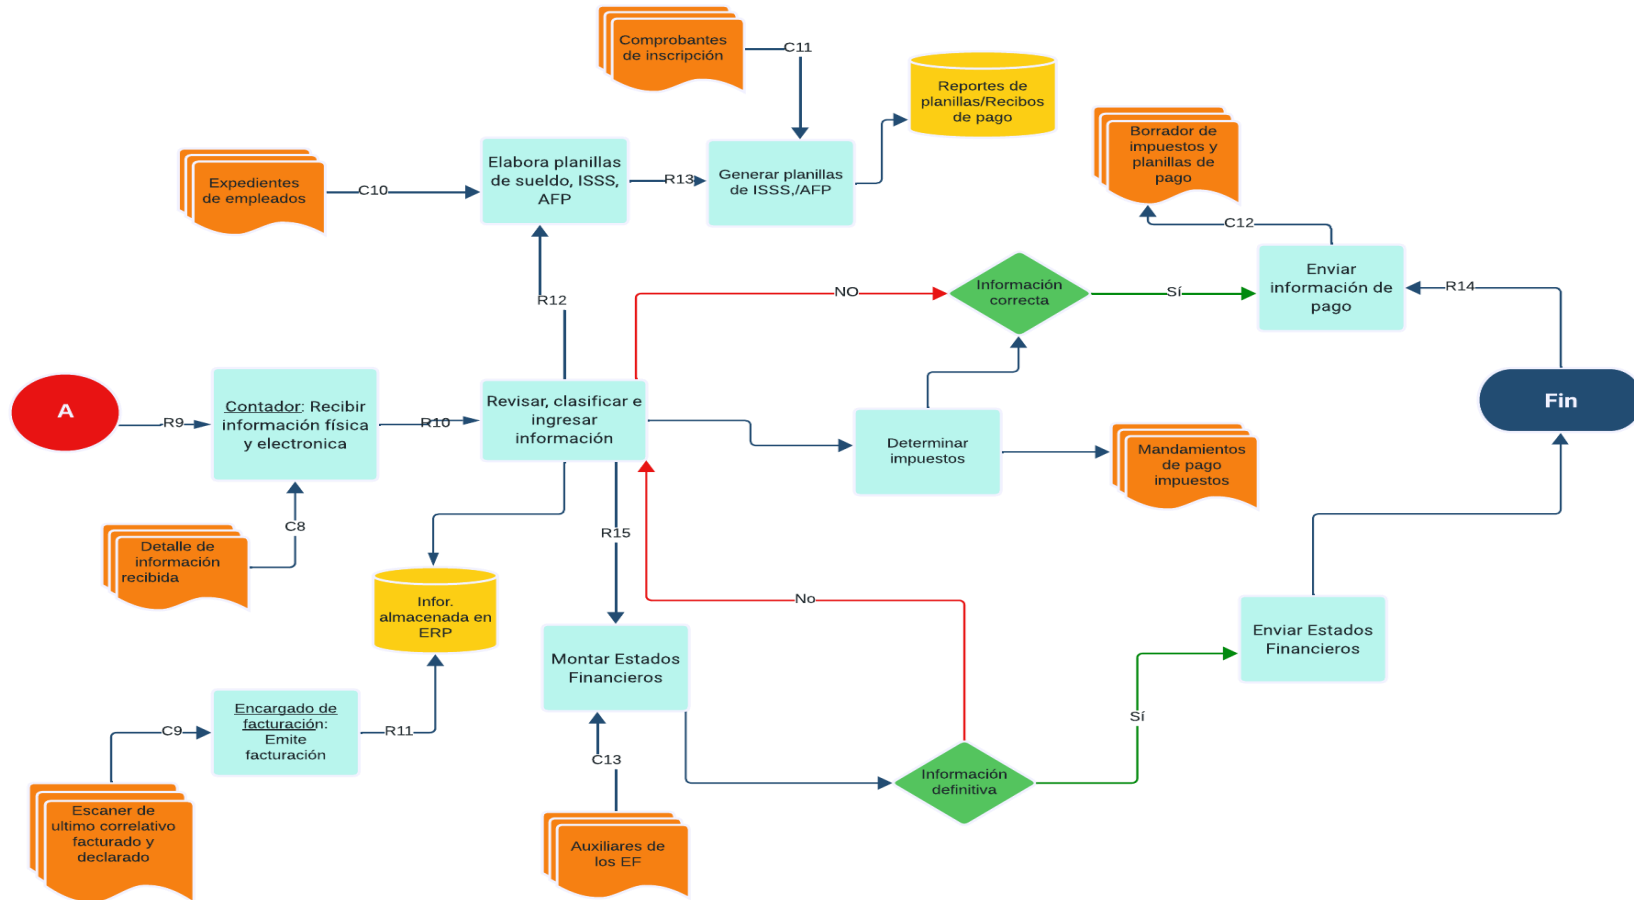 Comprobantes
de inscripción
C11
Reportes de
planillas/Recibos
de pago
Borrador de
impuestos y
planillas de
pago
Expedientes
de empleados
C10
Elabora planillas
de sueldo, ISSS,
AFP
R13
Generar planillas
de ISSS,/AFP
C12
R12
NO
Información
correcta
Sí
Enviar
información de
pago
R14
A
R9
Contador: Recibir
información física
y electronica
R10
Revisar, clasificar e
ingresar
información
Determinar
impuestos
Mandamientos
de pago
impuestos
Fin
C8
Detalle de
información
recibida
R15
Infor.
almacenada en
ERP
No
Montar Estados
Financieros
Enviar Estados
Financieros
C9
Encargado de
facturación:
Emite
facturación
R11
Sí
C13
Información
definitiva
Escaner de
ultimo correlativo
facturado y
declarado
Auxiliares de
los EF